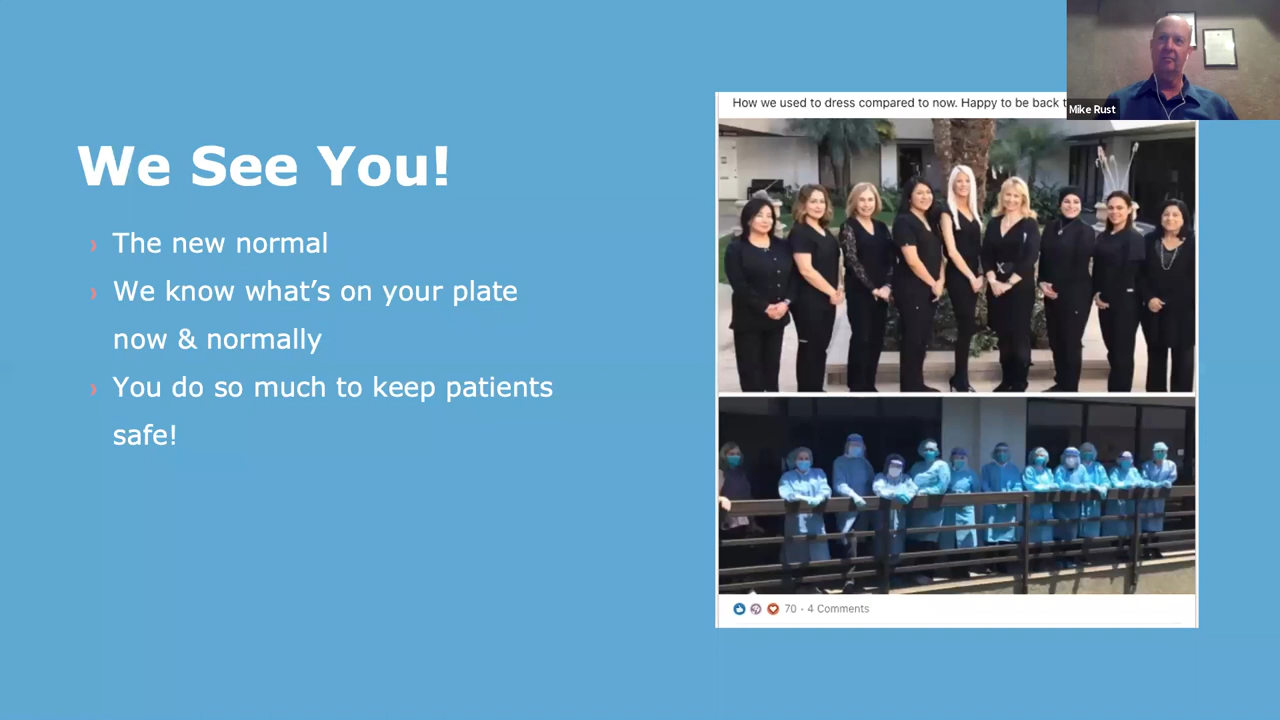 We See You!
› The new normal
› We know what’s on your plate
now & normally
› You do so much to keep patients
safe!
How we used to dress compared to now. Happy to be back
Mike Rust
70 · 4 Comments